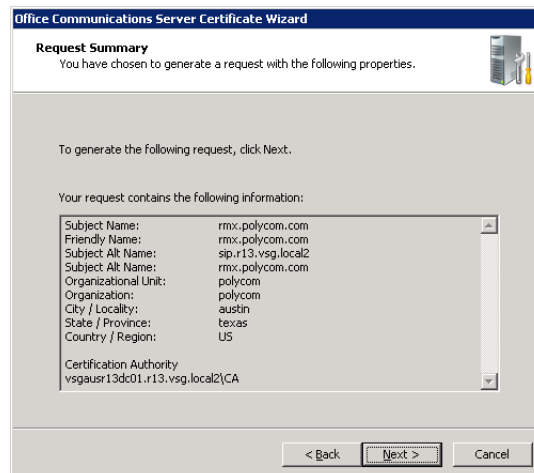 Office Communications Server Certificate Wizard
Request Summary
You have chosen to generate a request with the following properties.
To generate the following request, click Next.
Your request contains the following information:
Subject Name: rmx.polycom.com
Friendly Name: rmx.polycom.com
Subject Alt Name: sip.r13.vsg.local2
Subject Alt Name: rmx.polycom.com
Organizational Unit: polycom
Organization: polycom
City / Locality: austin
State / Province: texas
Country / Region: US
Certification Authority
vsgausr13dc01.r13.vsg.local2\CA
< Back Next > Cancel